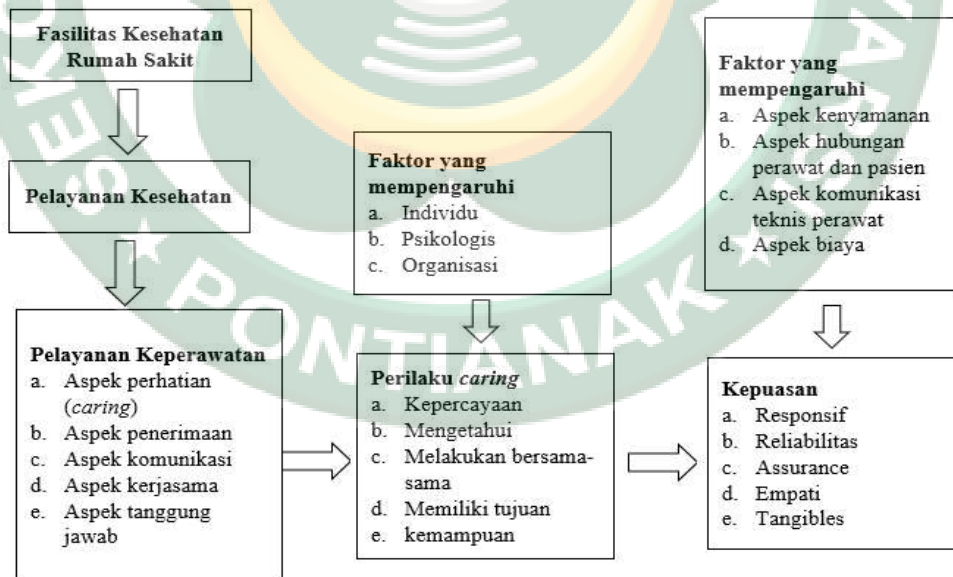 Fasilitas Kesehatan
Rumah Sakit
Pelayanan Kesehatan
Pelayanan Keperawatan
a. Aspek perhatian
(caring)
b. Aspek penerimaan
c. Aspek komunikasi
d. Aspek kerjasama
e. Aspek tanggung
jawab
Faktor yang
mempengaruhi
a. Individu
b. Psikologis
c. Organisasi
Perilaku caring
a. Kepercayaan
b. Mengetahui
c. Melakukan bersama-
sama
d. Memiliki tujuan
e. kemampuan
Faktor yang
mempengaruhi
a. Aspek kenyamanan
b. Aspek hubungan
perawat dan pasien
c. Aspek komunikasi
teknis perawat
d. Aspek biaya
Kepuasan
a. Responsif
b. Reliabilitas
c. Assurance
d. Empati
e. Tangibles
PONTIANAK